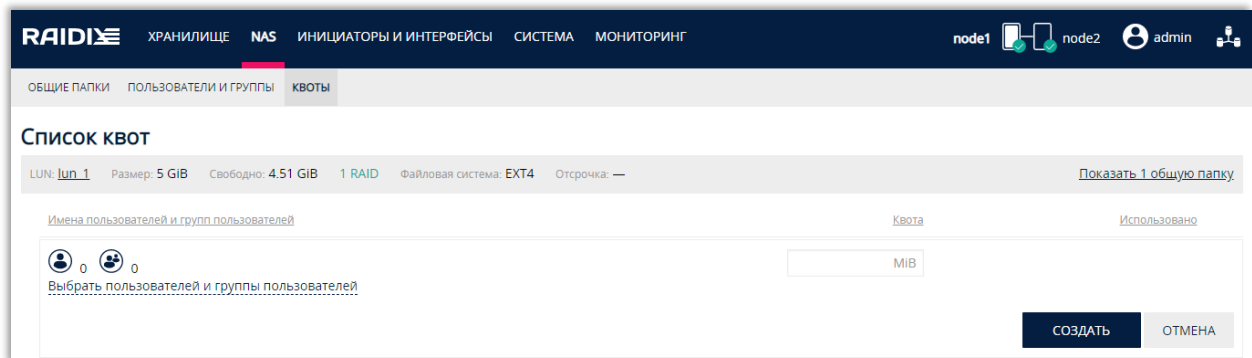 RAIDIX ХРАНИЛИЩЕ NAS ИНИЦИАТОРЫ И ИНТЕРФЕЙСЫ СИСТЕМА МОНИТОРИНГ node1 node2 admin
ОБЩИЕ ПАПКИ ПОЛЬЗОВАТЕЛИ И ГРУППЫ КВОТЫ
Список квот
LUN: lun_1 Размер: 5 GiB Свободно: 4.51 GiB 1 RAID Файловая система: EXT4 Отсрочка: — Показать 1 общую папку
Имена пользователей и групп пользователей Квота Использовано
0 0 MiB
Выбрать пользователей и группы пользователей
СОЗДАТЬ ОТМЕНА